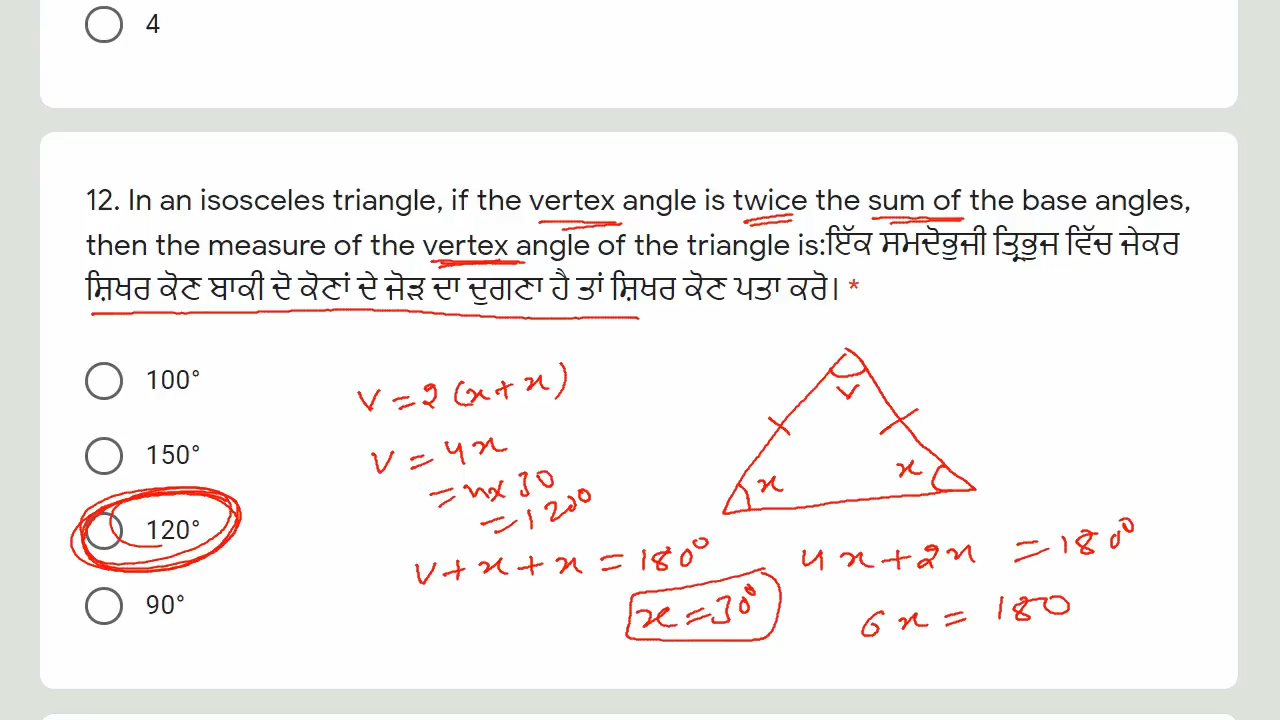 4
12. In an isosceles triangle, if the vertex angle is twice the sum of the base angles,
then the measure of the vertex angle of the triangle is:ਇੱਕ ਸਮਦੋਭੁਜੀ ਤ੍ਰਿਭੁਜ ਵਿੱਚ ਜੇਕਰ
ਸ਼ਿਖਰ ਕੋਣ ਬਾਕੀ ਦੋ ਕੋਣਾਂ ਦੇ ਜੋੜ ਦਾ ਦੁਗਣਾ ਹੈ ਤਾਂ ਸ਼ਿਖਰ ਕੋਣ ਪਤਾ ਕਰੋ। *
100°
150°
120°
90°
V = 2 (x + x)
V = 4x
= 4x30
= 120°
V + x + x = 180°
x = 30°
V
x
x
4x + 2x = 180°
6x = 180